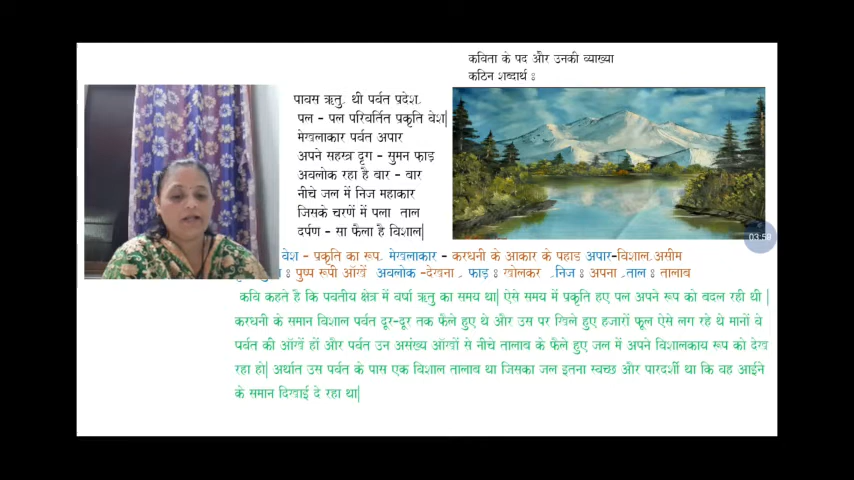 कविता के पद और उनकी व्याख्या
कठिन शब्दार्थ ः
पावस ऋतु, थी पर्वत प्रदेश,
पल - पल परिवर्तित प्रकृति वेश|
मेखलाकार पर्वत अपार
अपने सहस्त्र दृग - सुमन फ़ाड़
अवलोक रहा है बार - बार
नीचे जल में निज महाकार
जिसके चरणें में पला ताल
दर्पण - सा फैला है विशाल|
03:58
वेश - प्रकृति का रूप, मेखलाकार - करधनी के आकार के पहाड अपार-विशाल,असीम
ः पुष्प रूपी आँखें अवलोक -देखना , फाड़ ः खोलकर ,निज ः अपना ,ताल ः तालाब
कवि कहते है कि पवतीय क्षेत्र में वर्षा ऋतु का समय था| ऐसे समय में प्रकृति हए पल अपने रूप को बदल रही थी |
करधनी के समान विशाल पर्वत दूर-दूर तक फैले हुए थे और उस पर खिले हुए हजारों फूल ऐसे लग रहे थे मानों वे
पर्वत की आँखें हों और पर्वत उन असंख्य आँखों से नीचे तालाव के फैले हुए जल में अपने विशालकाय रूप को देख
रहा हो| अर्थात उस पर्वत के पास एक विशाल तालाव था जिसका जल इतना स्वच्छ और पारदर्शी था कि वह आईने
के समान दिखाई दे रहा था|